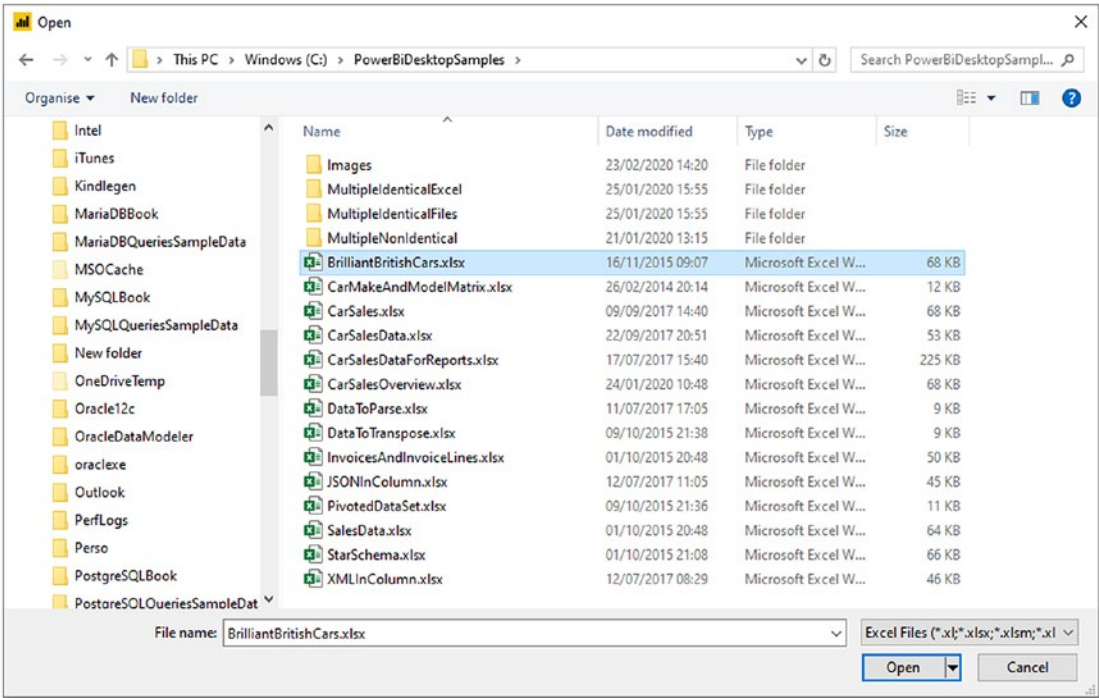 Open
This PC > Windows (C:) > PowerBiDesktopSamples >
Search PowerBiDesktopSampl...
Organise
New folder
Intel
iTunes
Kindlegen
MariaDBBook
MariaDBQueriesSampleData
MSOCache
MySQLBook
MySQLQueriesSampleData
New folder
OneDriveTemp
Oracle12c
OracleDataModeler
oraclexe
Outlook
PerfLogs
Perso
PostgreSQLBook
PostgreSQLQueriesSampleDat
Name Date modified Type Size
Images 23/02/2020 14:20 File folder
MultipleIdenticalExcel 25/01/2020 15:55 File folder
MultipleIdenticalFiles 25/01/2020 15:55 File folder
MultipleNonIdentical 21/01/2020 13:15 File folder
BrilliantBritishCars.xlsx 16/11/2015 09:07 Microsoft Excel W... 68 KB
CarMakeAndModelMatrix.xlsx 26/02/2014 20:14 Microsoft Excel W... 12 KB
CarSales.xlsx 09/09/2017 14:40 Microsoft Excel W... 68 KB
CarSalesData.xlsx 22/09/2017 20:51 Microsoft Excel W... 53 KB
CarSalesDataForReports.xlsx 17/07/2017 15:40 Microsoft Excel W... 225 KB
CarSalesOverview.xlsx 24/01/2020 10:48 Microsoft Excel W... 68 KB
DataToParse.xlsx 11/07/2017 17:05 Microsoft Excel W... 9 KB
DataToTranspose.xlsx 09/10/2015 21:38 Microsoft Excel W... 9 KB
InvoicesAndInvoiceLines.xlsx 01/10/2015 20:48 Microsoft Excel W... 50 KB
JSONInColumn.xlsx 12/07/2017 11:05 Microsoft Excel W... 45 KB
PivotedDataSet.xlsx 09/10/2015 21:36 Microsoft Excel W... 11 KB
SalesData.xlsx 01/10/2015 20:48 Microsoft Excel W... 64 KB
StarSchema.xlsx 01/10/2015 21:08 Microsoft Excel W... 66 KB
XMLInColumn.xlsx 12/07/2017 08:29 Microsoft Excel W... 46 KB
File name: BrilliantBritishCars.xlsx
Excel Files (*.xl;*.xlsx;*.xlsm;*.xl
Open
Cancel